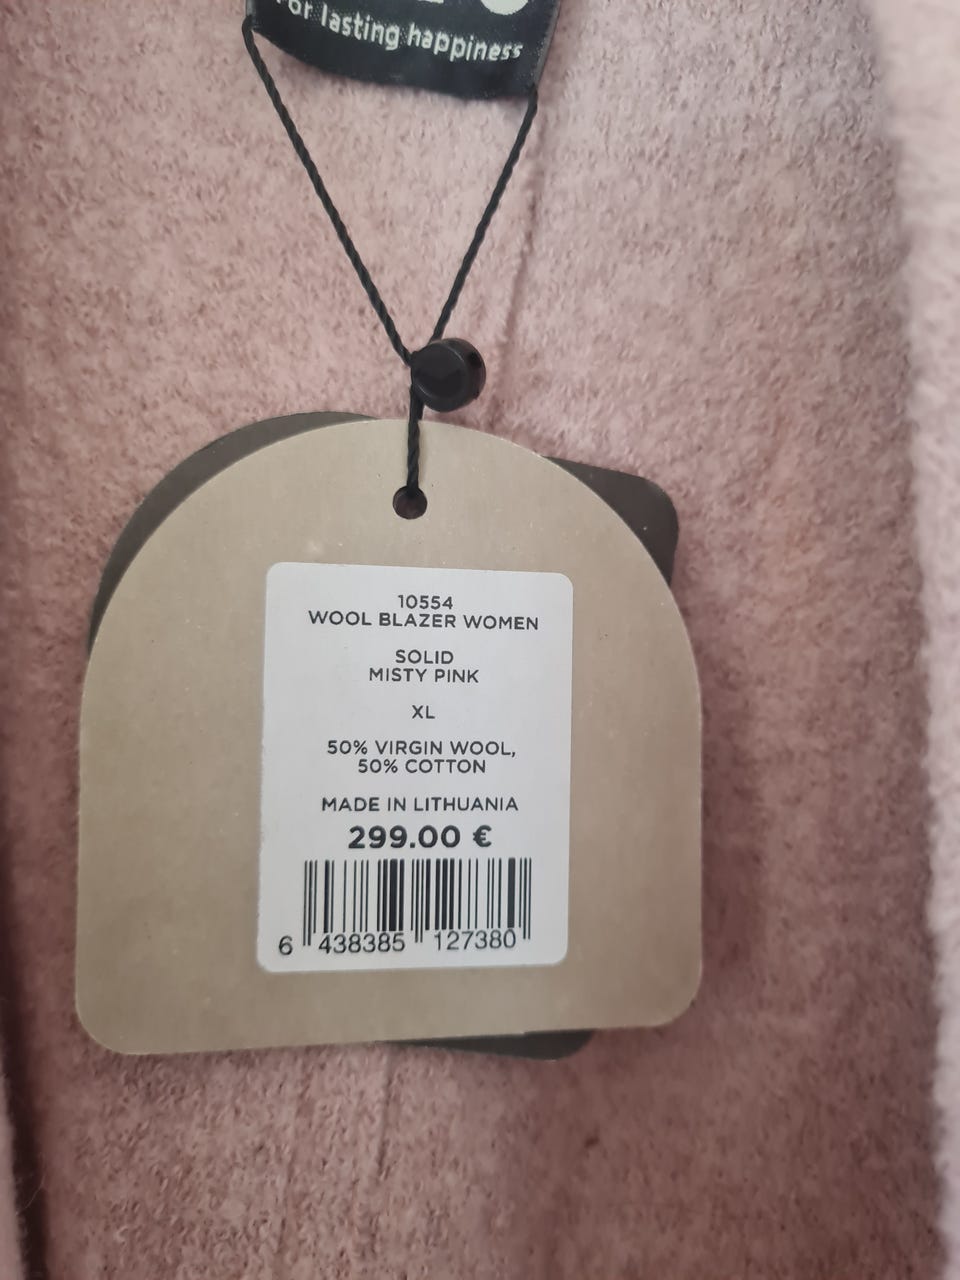 For lasting happiness
10554
WOOL BLAZER WOMEN
SOLID
MISTY PINK
XL
50% VIRGIN WOOL,
50% COTTON
MADE IN LITHUANIA
299.00 €
6 438385 127380